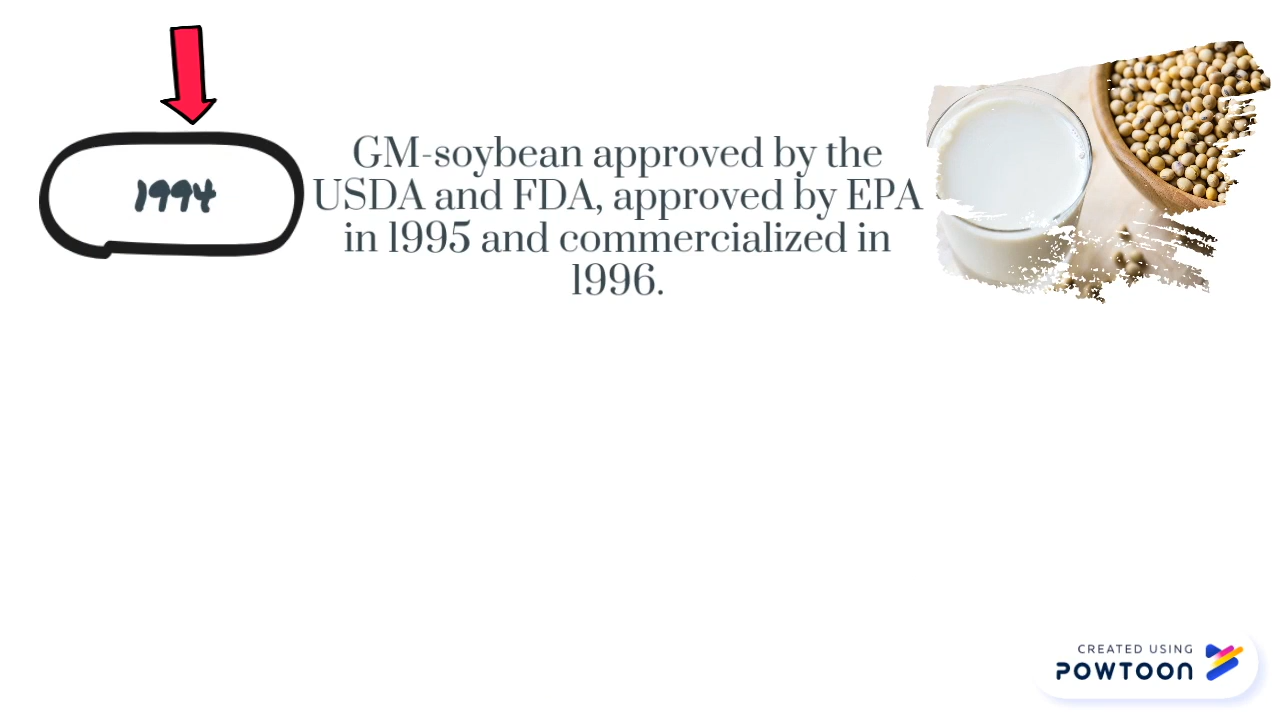 1994
GM-soybean approved by the
USDA and FDA, approved by EPA
in 1995 and commercialized in
1996.
CREATED USING
POWTOON